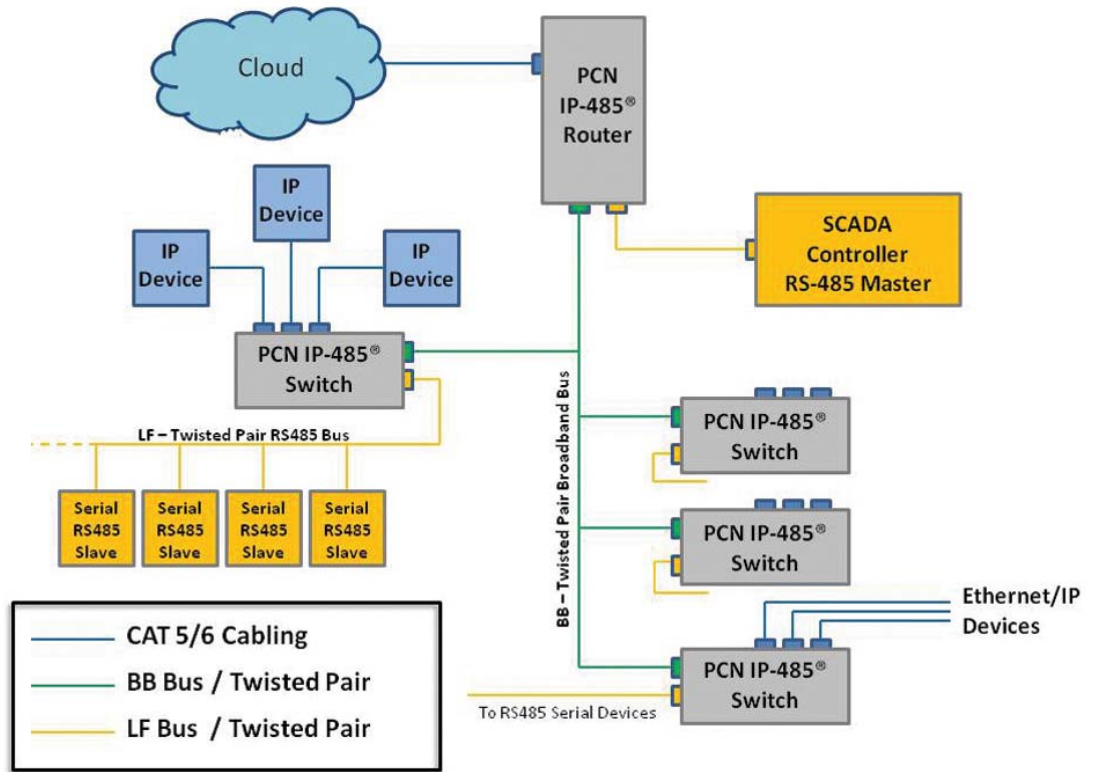 Cloud
PCN
IP-485®
Router
IP
Device
IP
Device
IP
Device
SCADA
Controller
RS-485 Master
PCN IP-485®
Switch
LF – Twisted Pair RS485 Bus
Serial
RS485
Slave
Serial
RS485
Slave
Serial
RS485
Slave
Serial
RS485
Slave
BB – Twisted Pair Broadband Bus
PCN IP-485®
Switch
PCN IP-485®
Switch
Ethernet/IP
Devices
PCN IP-485®
Switch
To RS485 Serial Devices
CAT 5/6 Cabling
BB Bus / Twisted Pair
LF Bus / Twisted Pair